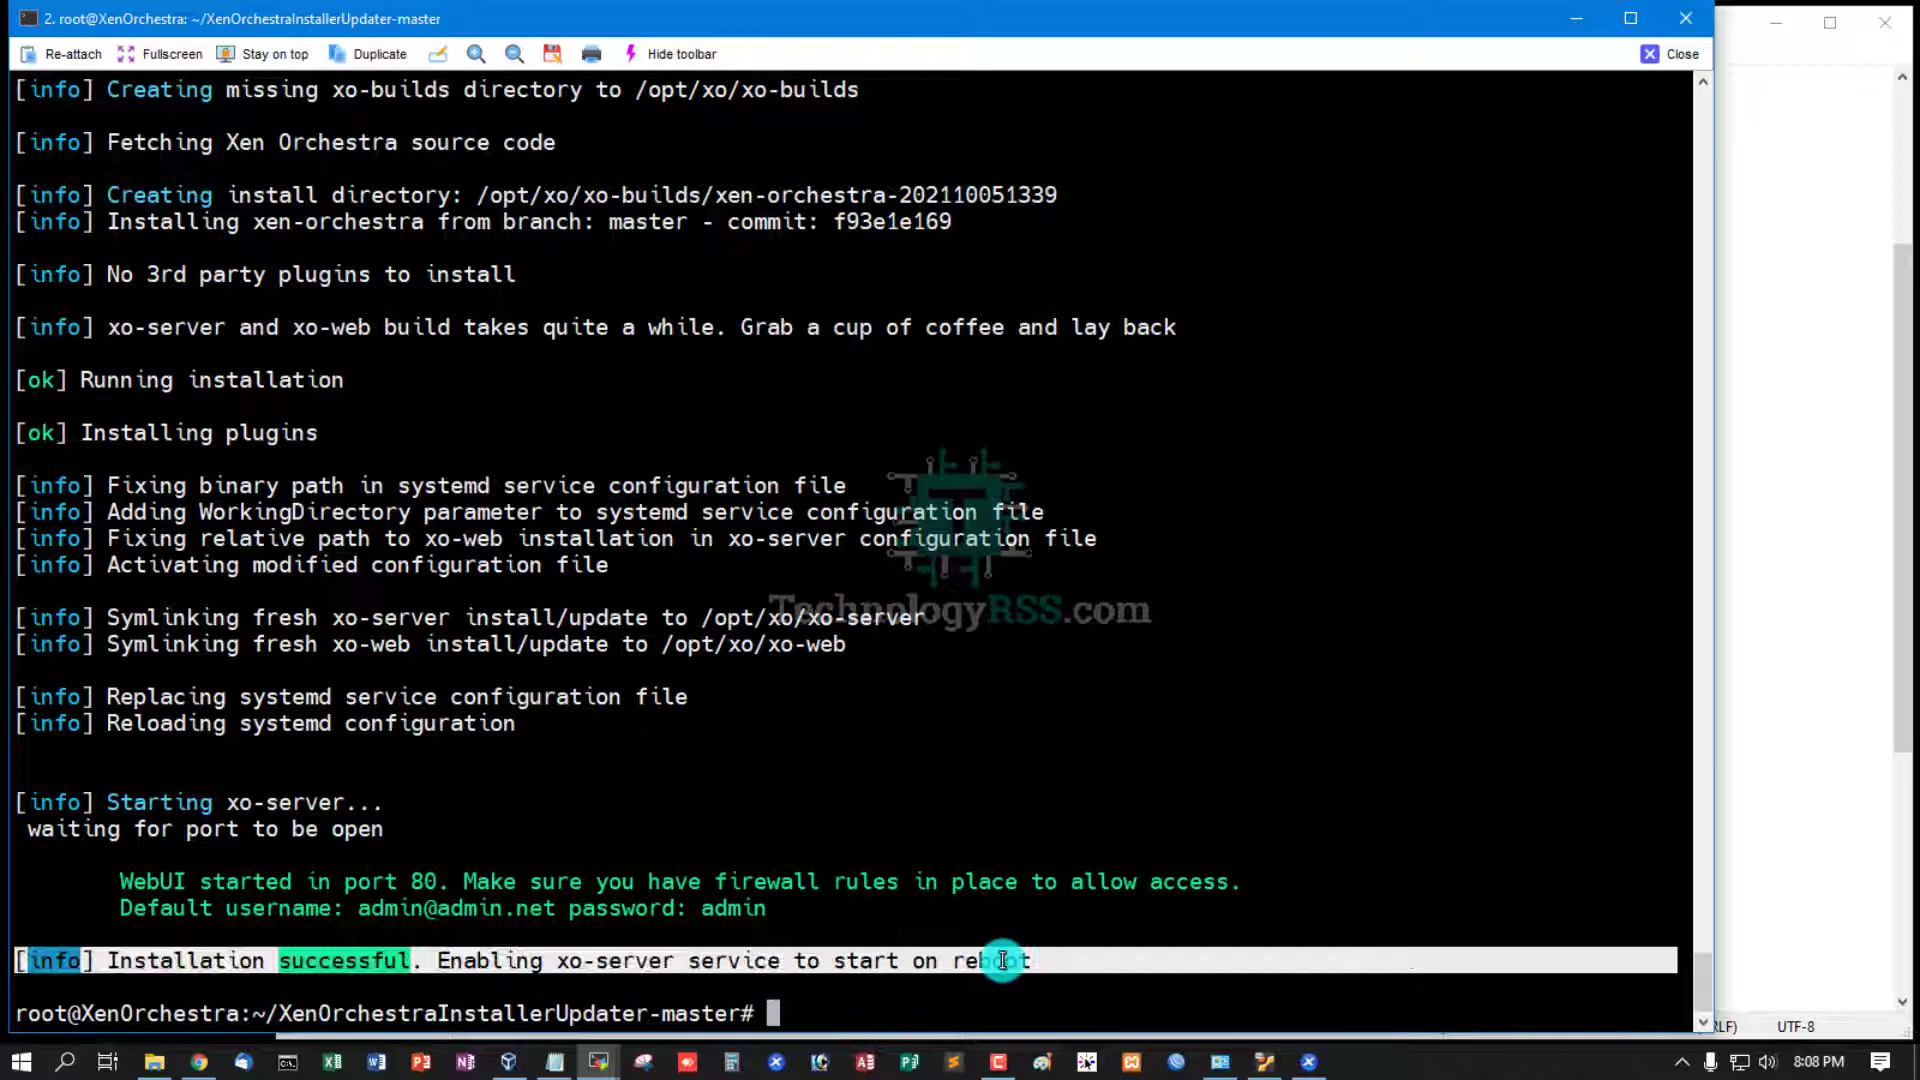 2. root@XenOrchestra: ~/XenOrchestraInstallerUpdater-master
Re-attach Fullscreen Stay on top Duplicate Hide toolbar Close
[info] Creating missing xo-builds directory to /opt/xo/xo-builds
[info] Fetching Xen Orchestra source code
[info] Creating install directory: /opt/xo/xo-builds/xen-orchestra-202110051339
[info] Installing xen-orchestra from branch: master - commit: f93e1e169
[info] No 3rd party plugins to install
[info] xo-server and xo-web build takes quite a while. Grab a cup of coffee and lay back
[ok] Running installation
[ok] Installing plugins
[info] Fixing binary path in systemd service configuration file
[info] Adding WorkingDirectory parameter to systemd service configuration file
[info] Fixing relative path to xo-web installation in xo-server configuration file
[info] Activating modified configuration file
TechnologyRSS.com
[info] Symlinking fresh xo-server install/update to /opt/xo/xo-server
[info] Symlinking fresh xo-web install/update to /opt/xo/xo-web
[info] Replacing systemd service configuration file
[info] Reloading systemd configuration
[info] Starting xo-server...
waiting for port to be open
WebUI started in port 80. Make sure you have firewall rules in place to allow access.
Default username: admin@admin.net password: admin
[info] Installation successful. Enabling xo-server service to start on reboot
root@XenOrchestra:~/XenOrchestraInstallerUpdater-master#
RLF) UTF-8
8:08 PM